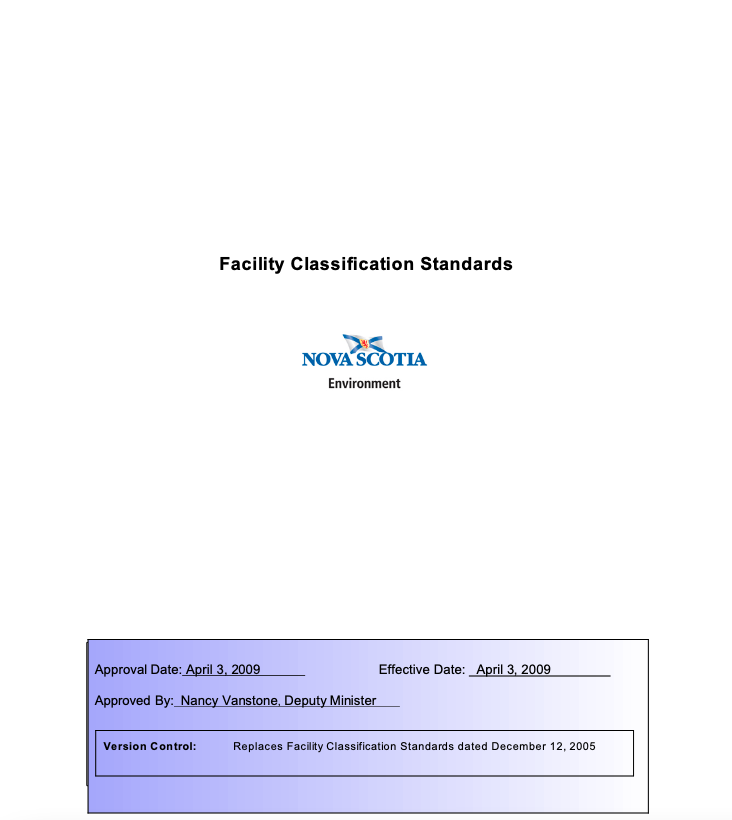 Facility Classification Standards
NOVA SCOTIA
Environment
Approval Date: April 3, 2009 Effective Date: April 3, 2009
Approved By: Nancy Vanstone, Deputy Minister
Version Control: Replaces Facility Classification Standards dated December 12, 2005